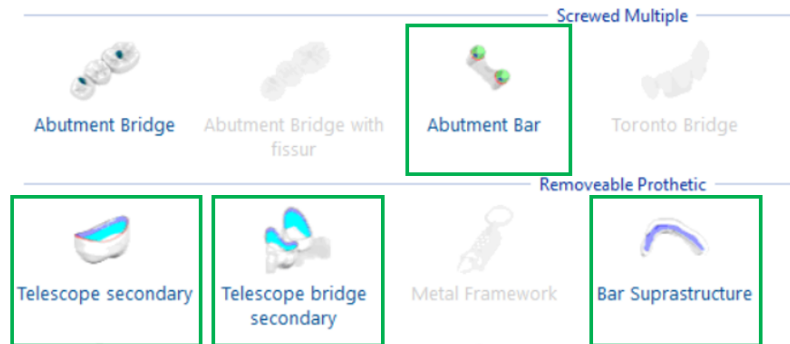 Screwed Multiple
Abutment Bridge
Abutment Bridge with
fissur
Abutment Bar
Toronto Bridge
Removeable Prothetic
Telescope secondary
Telescope bridge
secondary
Metal Framework
Bar Suprastructure